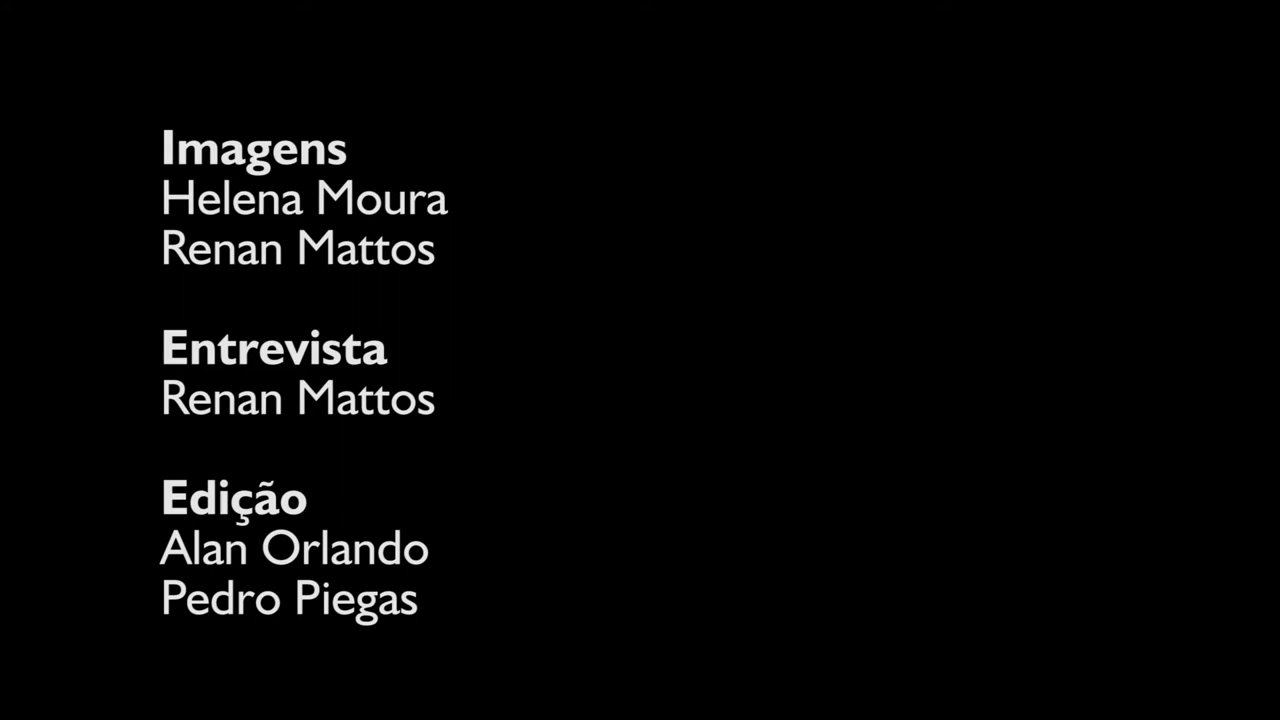 Imagens
Helena Moura
Renan Mattos
Entrevista
Renan Mattos
Edição
Alan Orlando
Pedro Piegas